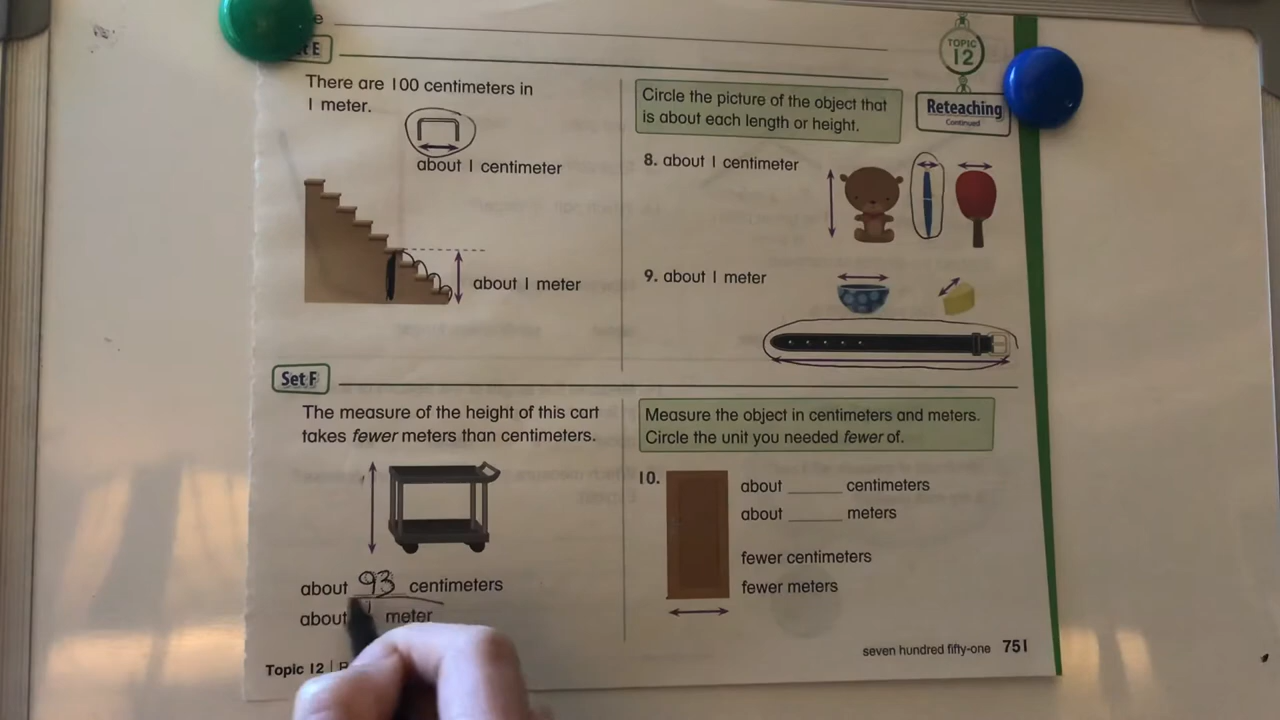 e
TOPIC
12
t E
There are 100 centimeters in
1 meter.
about 1 centimeter
about 1 meter
Circle the picture of the object that
is about each length or height.
Reteaching
Continued
8. about 1 centimeter
9. about 1 meter
Set F
The measure of the height of this cart
takes fewer meters than centimeters.
about 93 centimeters
about 1 meter
Measure the object in centimeters and meters.
Circle the unit you needed fewer of.
10.
about ______ centimeters
about ______ meters
fewer centimeters
fewer meters
Topic 12 |
seven hundred fifty-one 751